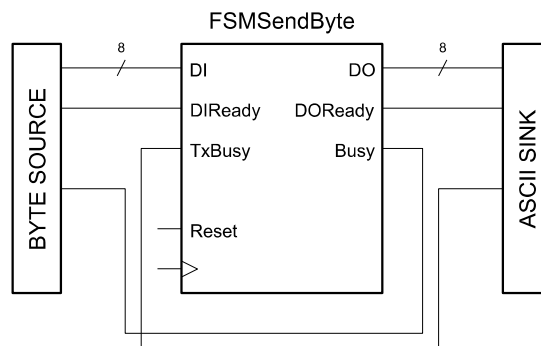 FSMSendByte
8
8
DI
DO
DIReady
DOReady
TxBusy
Busy
Reset
BYTE SOURCE
ASCII SINK